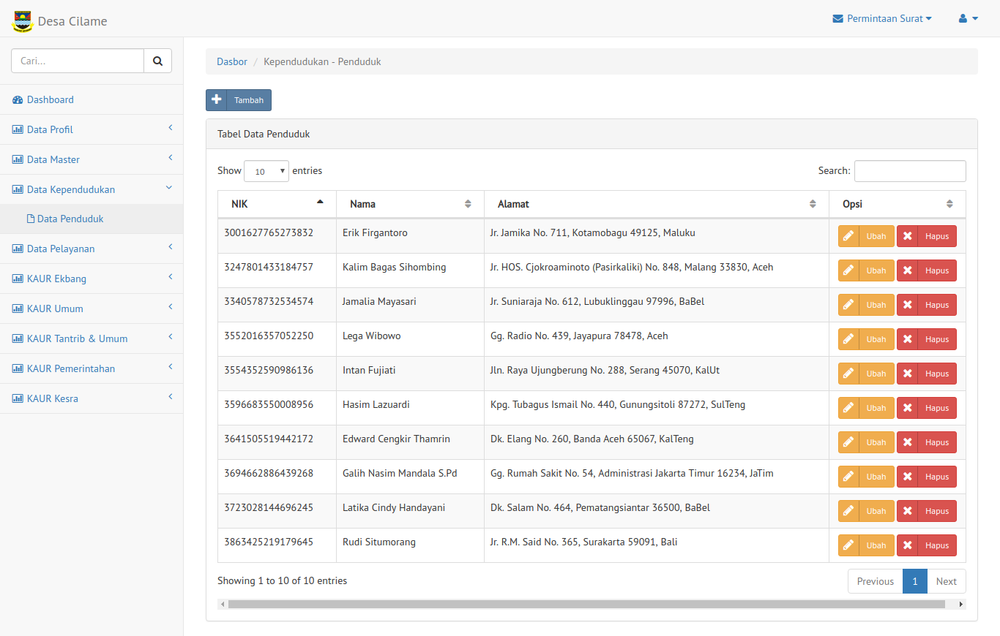 Desa Cilame
Permintaan Surat
Cari...
Dashboard
Data Profil
Data Master
Data Kependudukan
Data Penduduk
Data Pelayanan
KAUR Ekbang
KAUR Umum
KAUR Tantrib & Umum
KAUR Pemerintahan
KAUR Kesra
Dasbor / Kependudukan - Penduduk
Tambah
Tabel Data Penduduk
Show 10 entries Search:
NIK Nama Alamat Opsi
3001627765273832 Erik Firgantoro Jr. Jamika No. 711, Kotamobagu 49125, Maluku Ubah Hapus
3247801433184757 Kalim Bagas Sihombing Jr. HOS. Cjokroaminoto (Pasirkaliki) No. 848, Malang 33830, Aceh Ubah Hapus
3340578732534574 Jamalia Mayasari Jr. Suniaraja No. 612, Lubuklinggau 97996, BaBel Ubah Hapus
3552016357052250 Lega Wibowo Gg. Radio No. 439, Jayapura 78478, Aceh Ubah Hapus
3554352590986136 Intan Fujiati Jln. Raya Ujungberung No. 288, Serang 45070, KalUt Ubah Hapus
3596683550008956 Hasim Lazuardi Kpg. Tubagus Ismail No. 440, Gunungsitoli 87272, SulTeng Ubah Hapus
3641505519442172 Edward Cengkir Thamrin Dk. Elang No. 260, Banda Aceh 65067, KalTeng Ubah Hapus
3694662886439268 Galih Nasim Mandala S.Pd Gg. Rumah Sakit No. 54, Administrasi Jakarta Timur 16234, JaTim Ubah Hapus
3723028144696245 Latika Cindy Handayani Dk. Salam No. 464, Pematangsiantar 36500, BaBel Ubah Hapus
3863425219179645 Rudi Situmorang Jr. R.M. Said No. 365, Surakarta 59091, Bali Ubah Hapus
Showing 1 to 10 of 10 entries Previous 1 Next